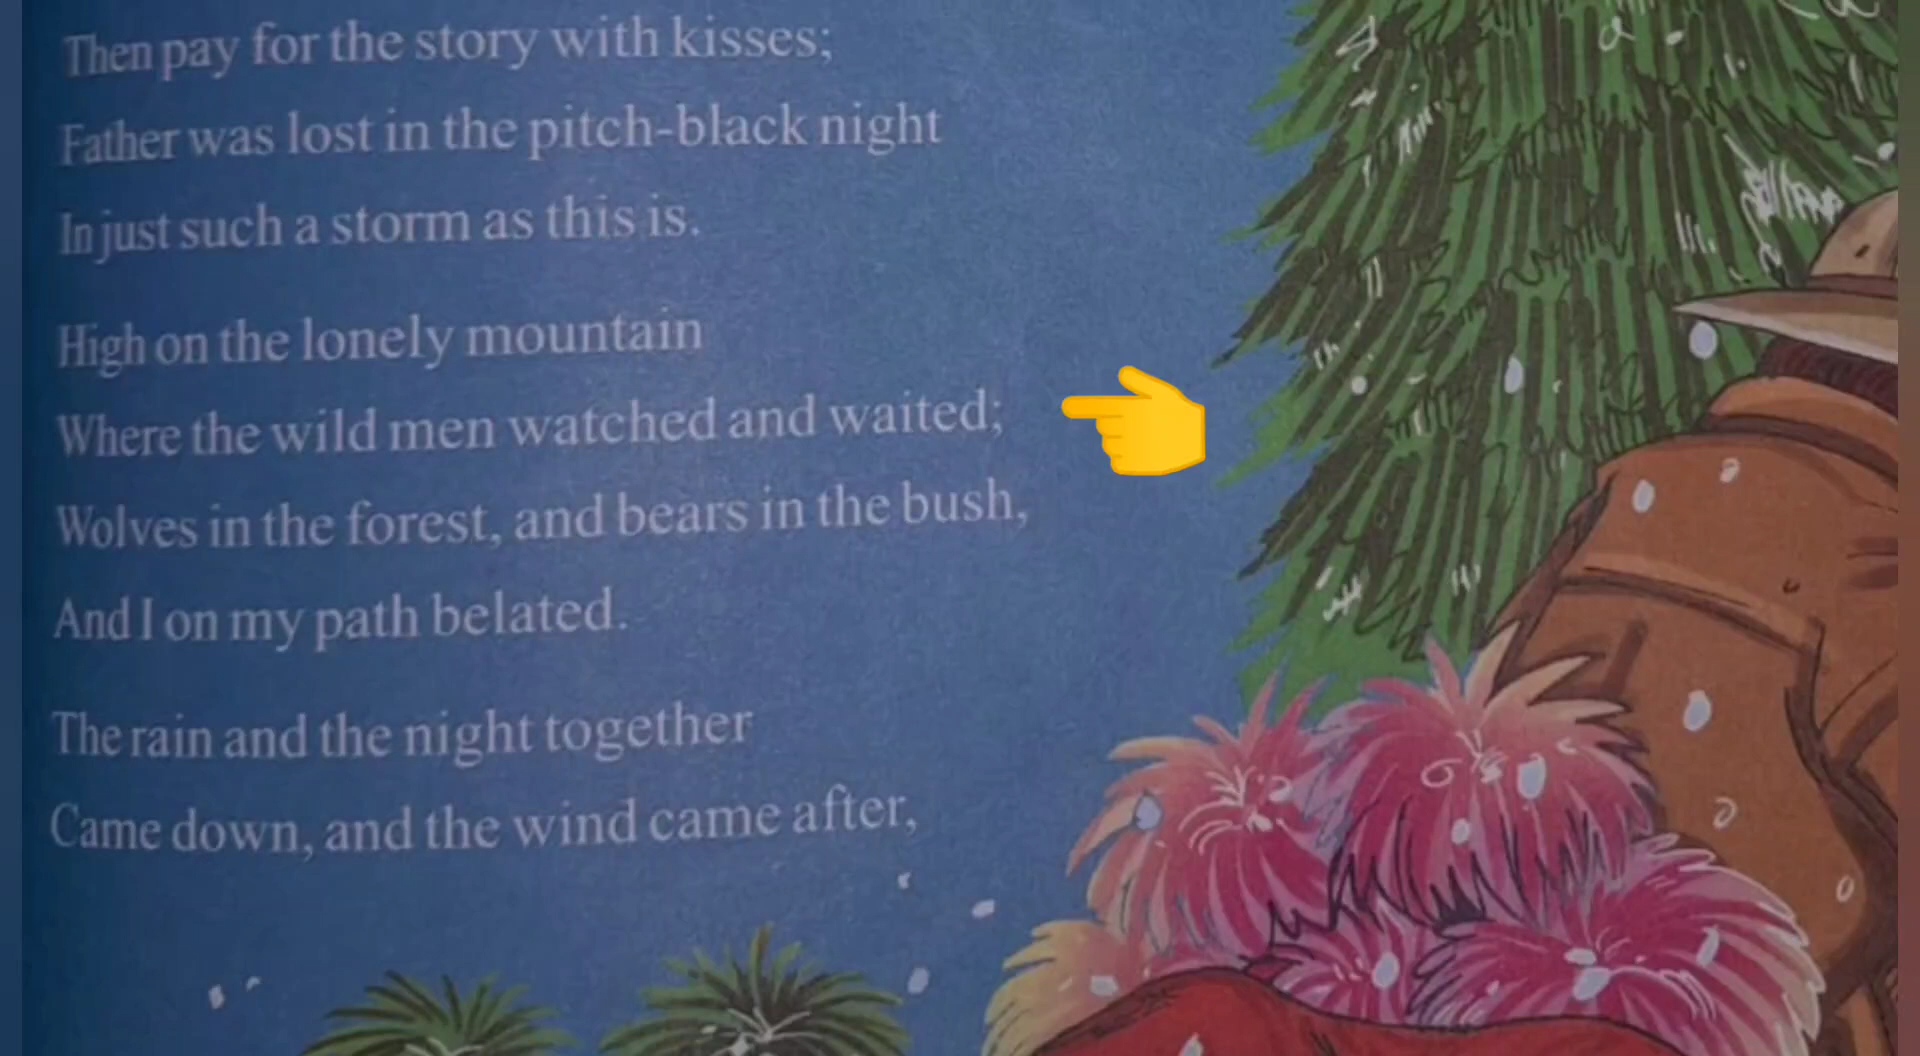 Then pay for the story with kisses;
Father was lost in the pitch-black night
In just such a storm as this is.
High on the lonely mountain
Where the wild men watched and waited;
Wolves in the forest, and bears in the bush,
And I on my path belated.
The rain and the night together
Came down, and the wind came after,